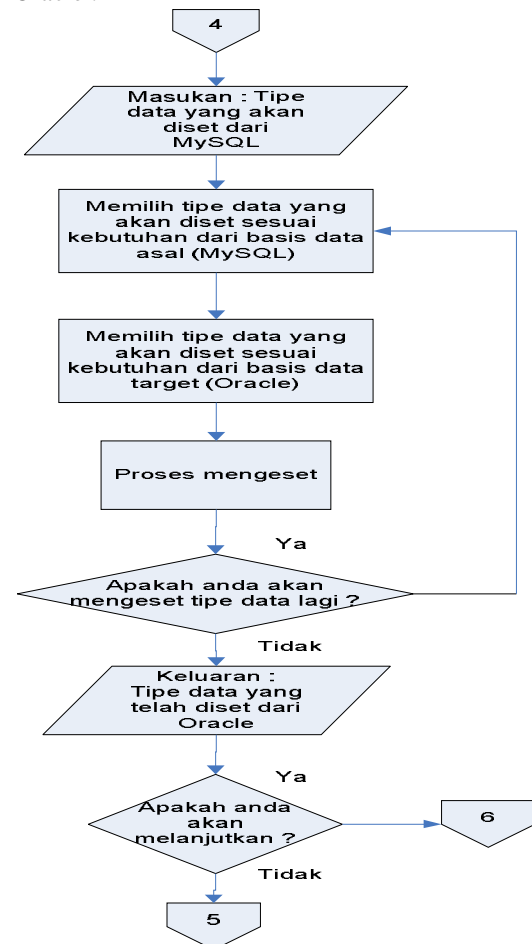 4
Masukan : Tipe
data yang akan
diset dari
MySQL
Memilih tipe data yang
akan diset sesuai
kebutuhan dari basis data
asal (MySQL)
Memilih tipe data yang
akan diset sesuai
kebutuhan dari basis data
target (Oracle)
Proses mengeset
Ya
Apakah anda akan
mengeset tipe data lagi ?
Tidak
Keluaran :
Tipe data yang
telah diset dari
Oracle
Ya
Apakah anda
akan
melanjutkan ?
6
Tidak
5